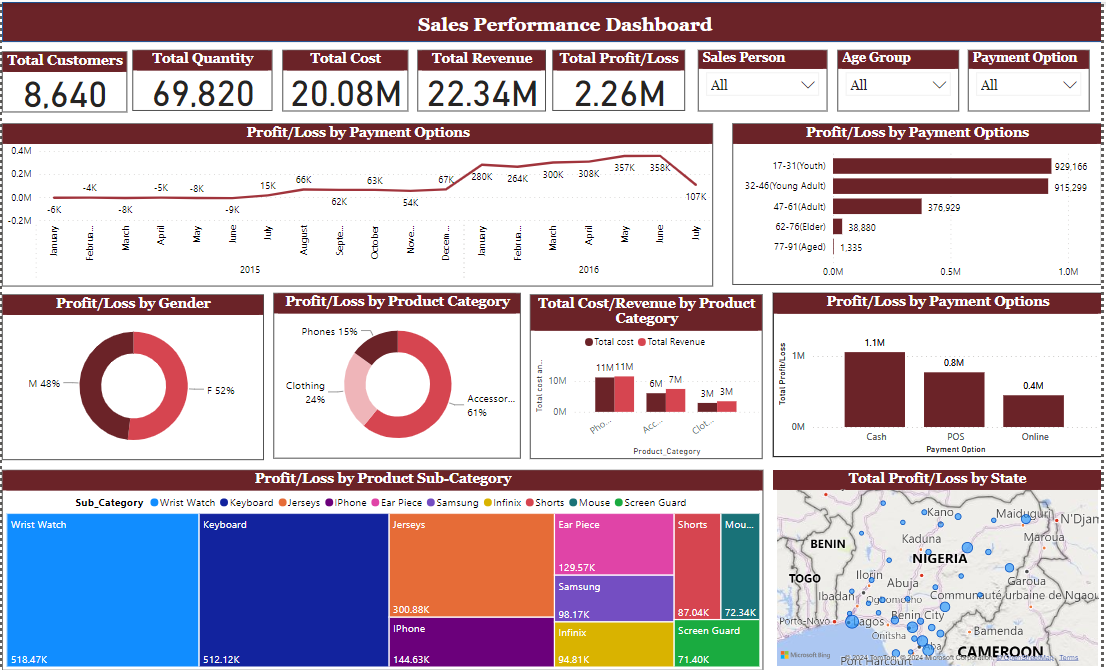 Sales Performance Dashboard
Total Customers
8,640
Total Quantity
69,820
Total Cost
20.08M
Total Revenue
22.34M
Total Profit/Loss
2.26M
Sales Person
All
Age Group
All
Payment Option
All
Profit/Loss by Payment Options
0.4M
0.2M
0.0M
-0.2M
-6K
-4K
-8K
-5K
-8K
-9K
15K
66K
62K
63K
54K
67K
280K
264K
300K
308K
357K
358K
107K
January
Februa...
March
April
May
June
July
August
Septe...
October
Nove...
Decem...
January
Februa...
March
April
May
June
July
2015
2016
Profit/Loss by Payment Options
17-31(Youth)
929,166
32-46(Young Adult)
915,299
47-61(Adult)
376,929
62-76(Elder)
38,880
77-91(Aged)
1,335
0.0M
0.5M
1.0M
Profit/Loss by Gender
M 48%
F 52%
Profit/Loss by Product Category
Phones 15%
Clothing
24%
Accessor...
61%
Total Cost/Revenue by Product
Category
Total cost
Total Revenue
Total cost an...
10M
0M
11M
11M
6M
7M
3M
3M
Pho...
Acc...
Clot...
Product_Category
Profit/Loss by Payment Options
Total Profit/Loss
1M
0M
1.1M
0.8M
0.4M
Cash
POS
Online
Payment Option
Profit/Loss by Product Sub-Category
Sub_Category
Wrist Watch
Keyboard
Jerseys
IPhone
Ear Piece
Samsung
Infinix
Shorts
Mouse
Screen Guard
Wrist Watch
518.47K
Keyboard
512.12K
Jerseys
300.88K
IPhone
144.63K
Ear Piece
129.57K
Samsung
98.17K
Infinix
94.81K
Shorts
87.04K
Mou...
72.34K
Screen Guard
71.40K
Total Profit/Loss by State
Kano
Maiduguri
N'Djan
Kaduna
Maroua
BENIN
NIGERIA
TOGO
Ilorin
Abuja
Garoua
Ibadan
Ogbomosho
Communauté urbaine de Ngaou
Porto-Novo
Lagos
Benin City
Onitsha
Bamenda
Aba
CAMEROON
Port Harcourt
Microsoft Bing
© 2024 TomTom, © 2024 Microsoft Corporation, © OpenStreetMap Terms